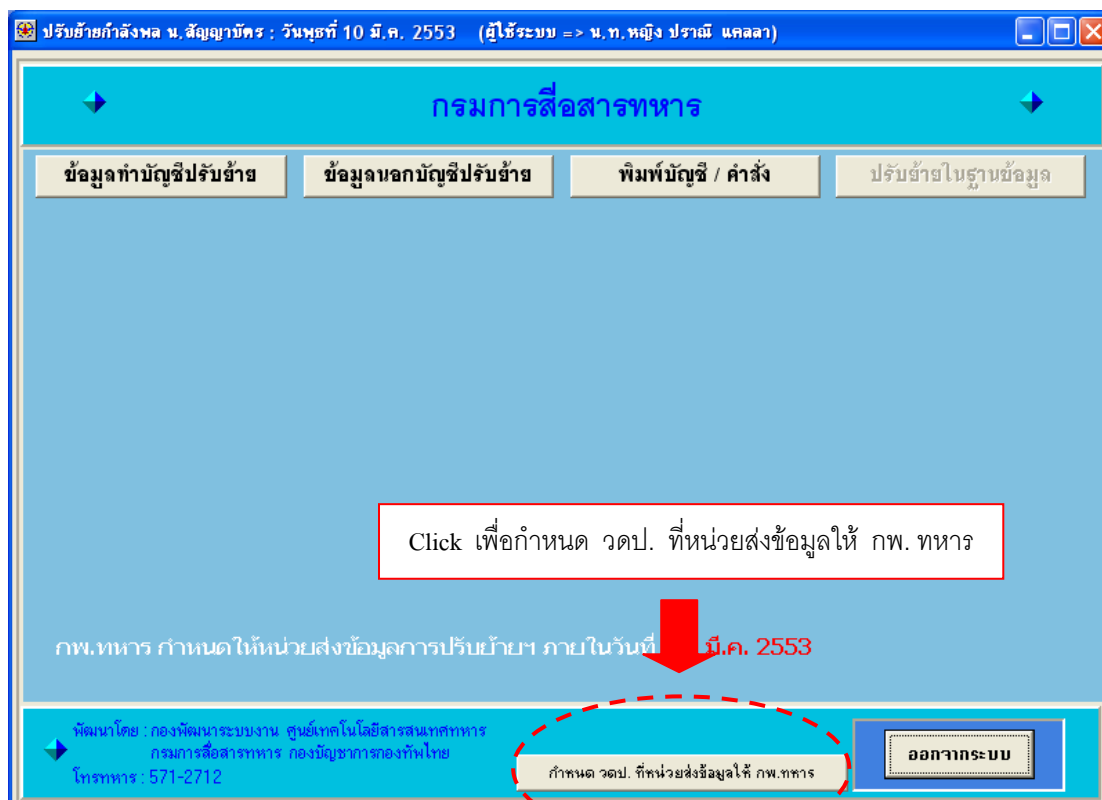 ปรับย้ายกำลังพล น.สัญญาบัตร : วันพุธที่ 10 มี.ค. 2553 (ผู้ใช้ระบบ => น.ท.หญิง ปราณี แคลลา)
กรมการสื่อสารทหาร
ข้อมูลทำบัญชีปรับย้าย
ข้อมูลนอกบัญชีปรับย้าย
พิมพ์บัญชี / คำสั่ง
ปรับย้ายในฐานข้อมูล
Click เพื่อกำหนด วดป. ที่หน่วยส่งข้อมูลให้ กพ. ทหาร
กพ.ทหาร กำหนดให้หน่วยส่งข้อมูลการปรับย้ายฯ ภายในวันที่ มี.ค. 2553
พัฒนาโดย : กองพัฒนาระบบงาน ศูนย์เทคโนโลยีสารสนเทศทหาร
กรมการสื่อสารทหาร กองบัญชาการกองทัพไทย
โทรทหาร : 571-2712
กำหนด วดป. ที่หน่วยส่งข้อมูลให้ กพ.ทหาร
ออกจากระบบ